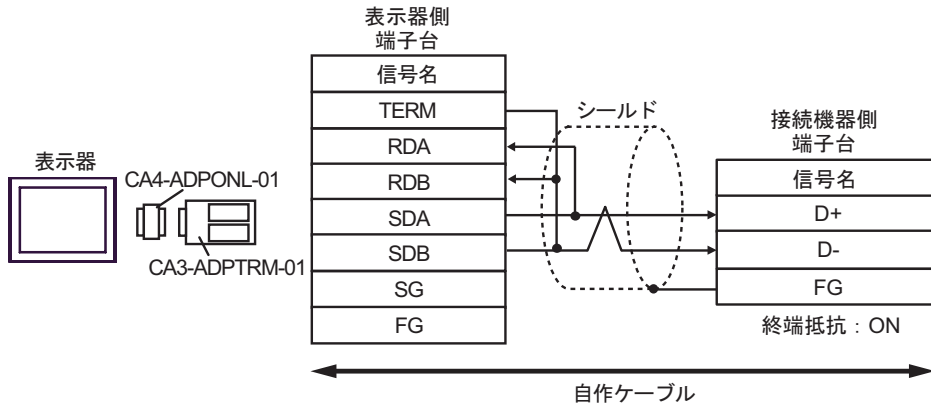 表示器
CA4-ADPONL-01
CA3-ADPTRM-01
表示器側
端子台
信号名
TERM
RDA
RDB
SDA
SDB
SG
FG
シールド
接続機器側
端子台
信号名
D+
D-
FG
終端抵抗：ON
自作ケーブル